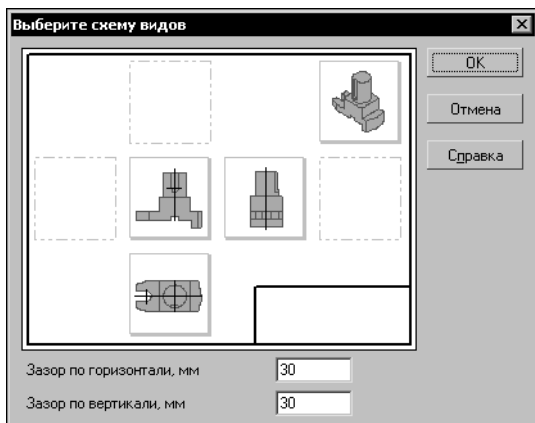 Выберите схему видов
OK
Отмена
Справка
Зазор по горизонтали, мм
30
Зазор по вертикали, мм
30